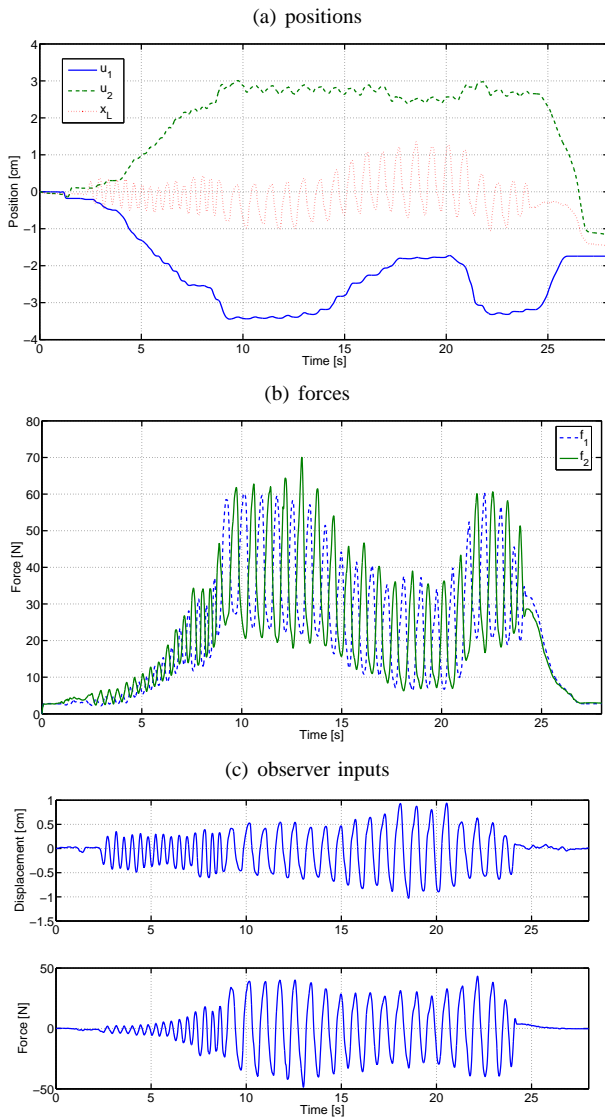 (a) positions
4
3
2
1
0
−1
−2
−3
−4
Position [cm]
u1
u2
xL
0 5 10 15 20 25
Time [s]
(b) forces
80
70
60
50
40
30
20
10
0
Force [N]
f1
f2
0 5 10 15 20 25
Time [s]
(c) observer inputs
1
0.5
0
−0.5
−1
−1.5
Displacement [cm]
0 5 10 15 20 25
50
0
−50
Force [N]
0 5 10 15 20 25
Time [s]